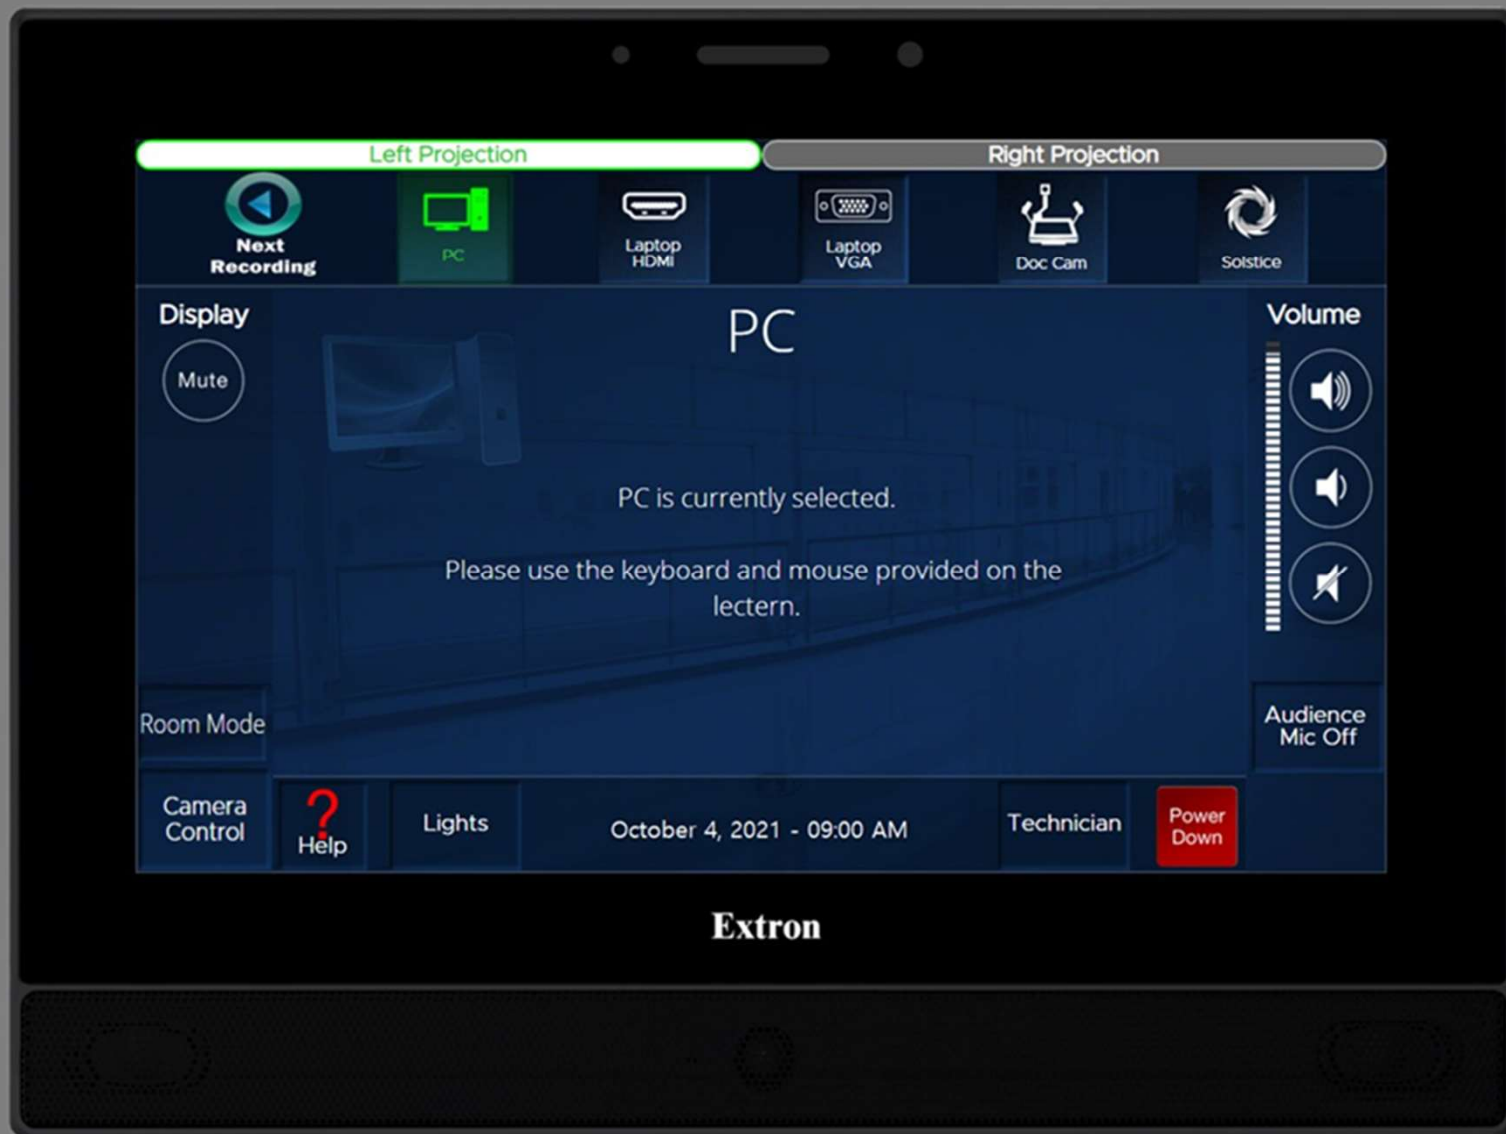 Left Projection
Right Projection
Next
Recording
PC
Laptop
HDMI
Laptop
VGA
Doc Cam
Solstice
Display
Mute
PC
Volume
PC is currently selected.
Please use the keyboard and mouse provided on the
lectern.
Room Mode
Audience
Mic Off
Camera
Control
Help
Lights
October 4, 2021 - 09:00 AM
Technician
Power
Down
Extron